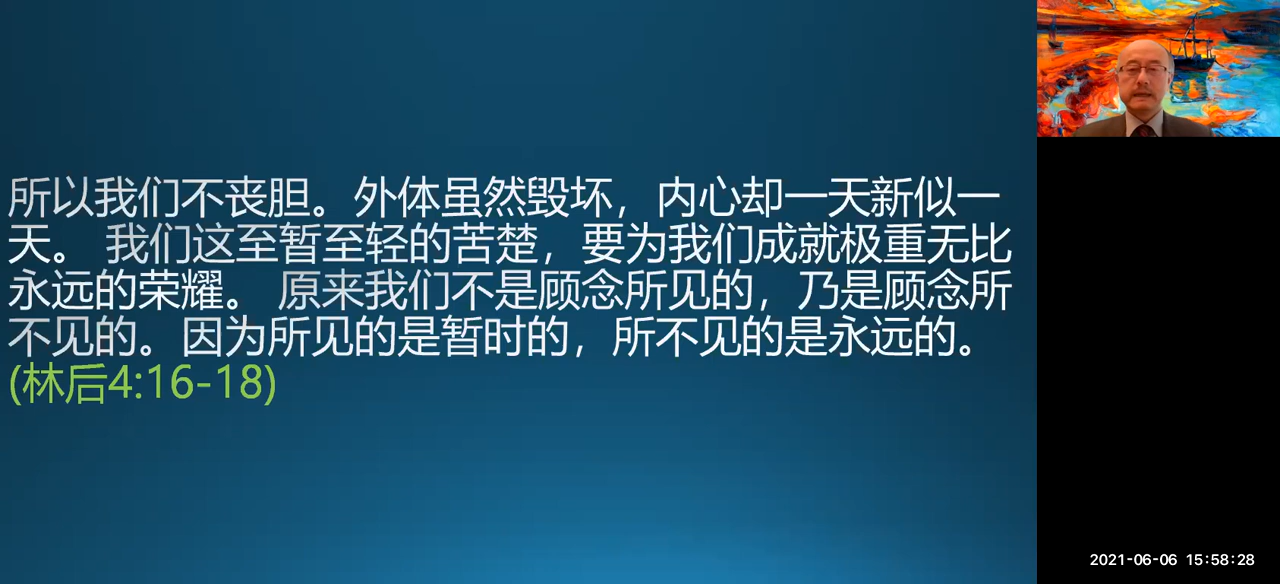 所以我们不丧胆。外体虽然毁坏，内心却一天新似一
天。 我们这至暂至轻的苦楚，要为我们成就极重无比
永远的荣耀。 原来我们不是顾念所见的，乃是顾念所
不见的。因为所见的是暂时的，所不见的是永远的。
(林后4:16-18)
2021-06-06 15:58:28